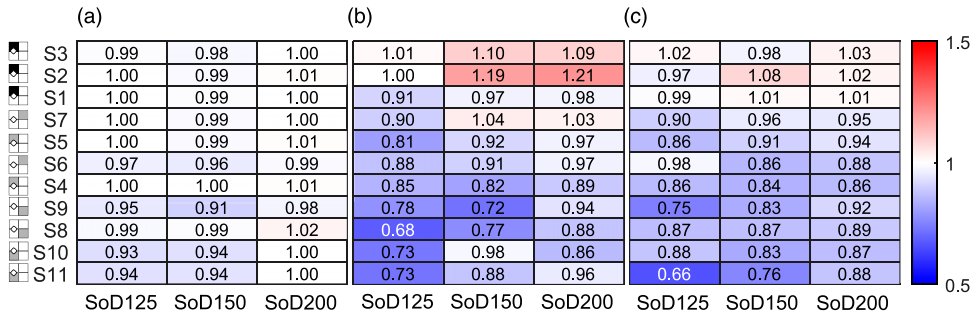 (a) (b) (c)
S3 0.99 0.98 1.00 1.01 1.10 1.09 1.02 0.98 1.03 1.5
S2 1.00 0.99 1.01 1.00 1.19 1.21 0.97 1.08 1.02
S1 1.00 0.99 1.00 0.91 0.97 0.98 0.99 1.01 1.01
S7 1.00 0.99 1.00 0.90 1.04 1.03 0.90 0.96 0.95
S5 1.00 0.99 1.01 0.81 0.92 0.97 0.86 0.91 0.94
S6 0.97 0.96 0.99 0.88 0.91 0.97 0.98 0.86 0.88 1
S4 1.00 1.00 1.01 0.85 0.82 0.89 0.86 0.84 0.86
S9 0.95 0.91 0.98 0.78 0.72 0.94 0.75 0.83 0.92
S8 0.99 0.99 1.02 0.68 0.77 0.88 0.87 0.87 0.89
S10 0.93 0.94 1.00 0.73 0.98 0.86 0.88 0.83 0.87
S11 0.94 0.94 1.00 0.73 0.88 0.96 0.66 0.76 0.88 0.5
SoD125 SoD150 SoD200 SoD125 SoD150 SoD200 SoD125 SoD150 SoD200